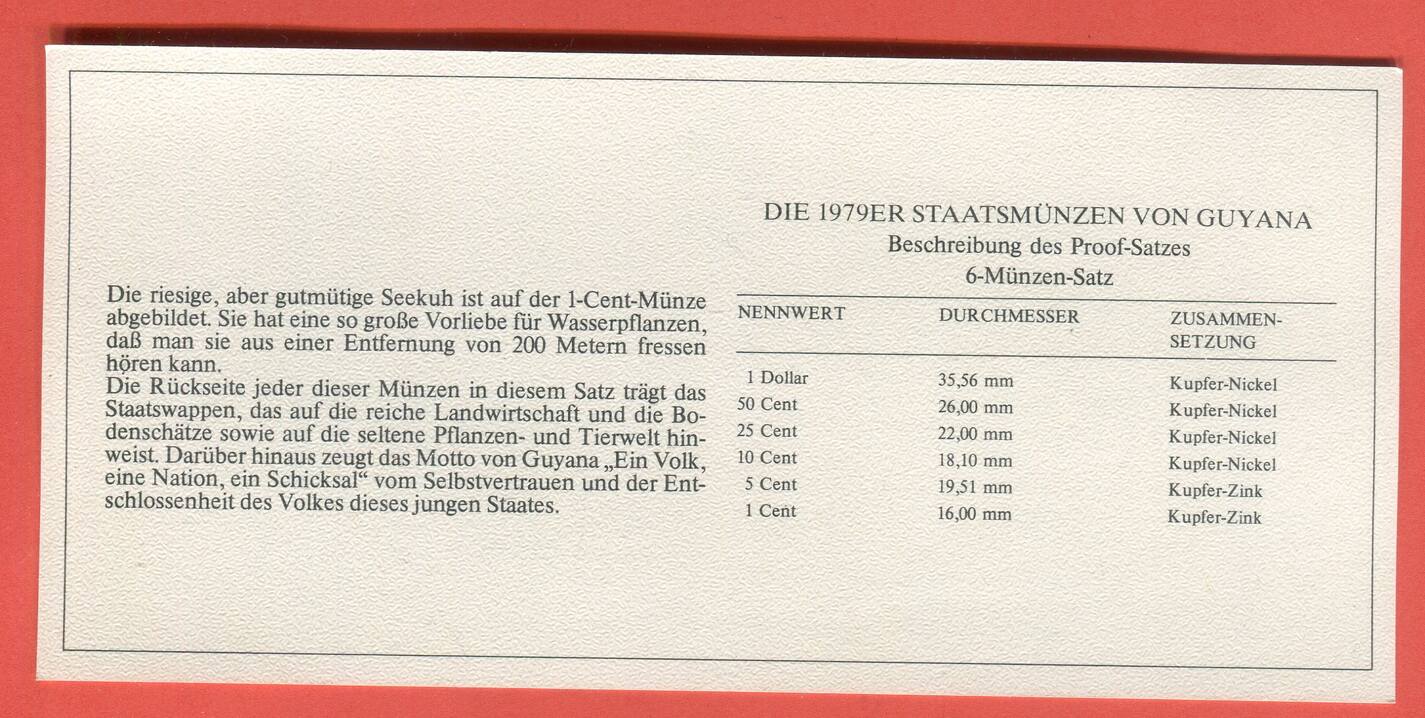 Die riesige, aber gutmütige Seekuh ist auf der 1-Cent-Münze
abgebildet. Sie hat eine so große Vorliebe für Wasserpflanzen,
daß man sie aus einer Entfernung von 200 Metern fressen
hören kann.
Die Rückseite jeder dieser Münzen in diesem Satz trägt das
Staatswappen, das auf die reiche Landwirtschaft und die Bo-
denschätze sowie auf die seltene Pflanzen- und Tierwelt hin-
weist. Darüber hinaus zeugt das Motto von Guyana „Ein Volk,
eine Nation, ein Schicksal“ vom Selbstvertrauen und der Ent-
schlossenheit des Volkes dieses jungen Staates.
DIE 1979ER STAATSMÜNZEN VON GUYANA
Beschreibung des Proof-Satzes
6-Münzen-Satz
NENNWERT DURCHMESSER ZUSAMMEN-
SETZUNG
1 Dollar 35,56 mm Kupfer-Nickel
50 Cent 26,00 mm Kupfer-Nickel
25 Cent 22,00 mm Kupfer-Nickel
10 Cent 18,10 mm Kupfer-Nickel
5 Cent 19,51 mm Kupfer-Zink
1 Cent 16,00 mm Kupfer-Zink